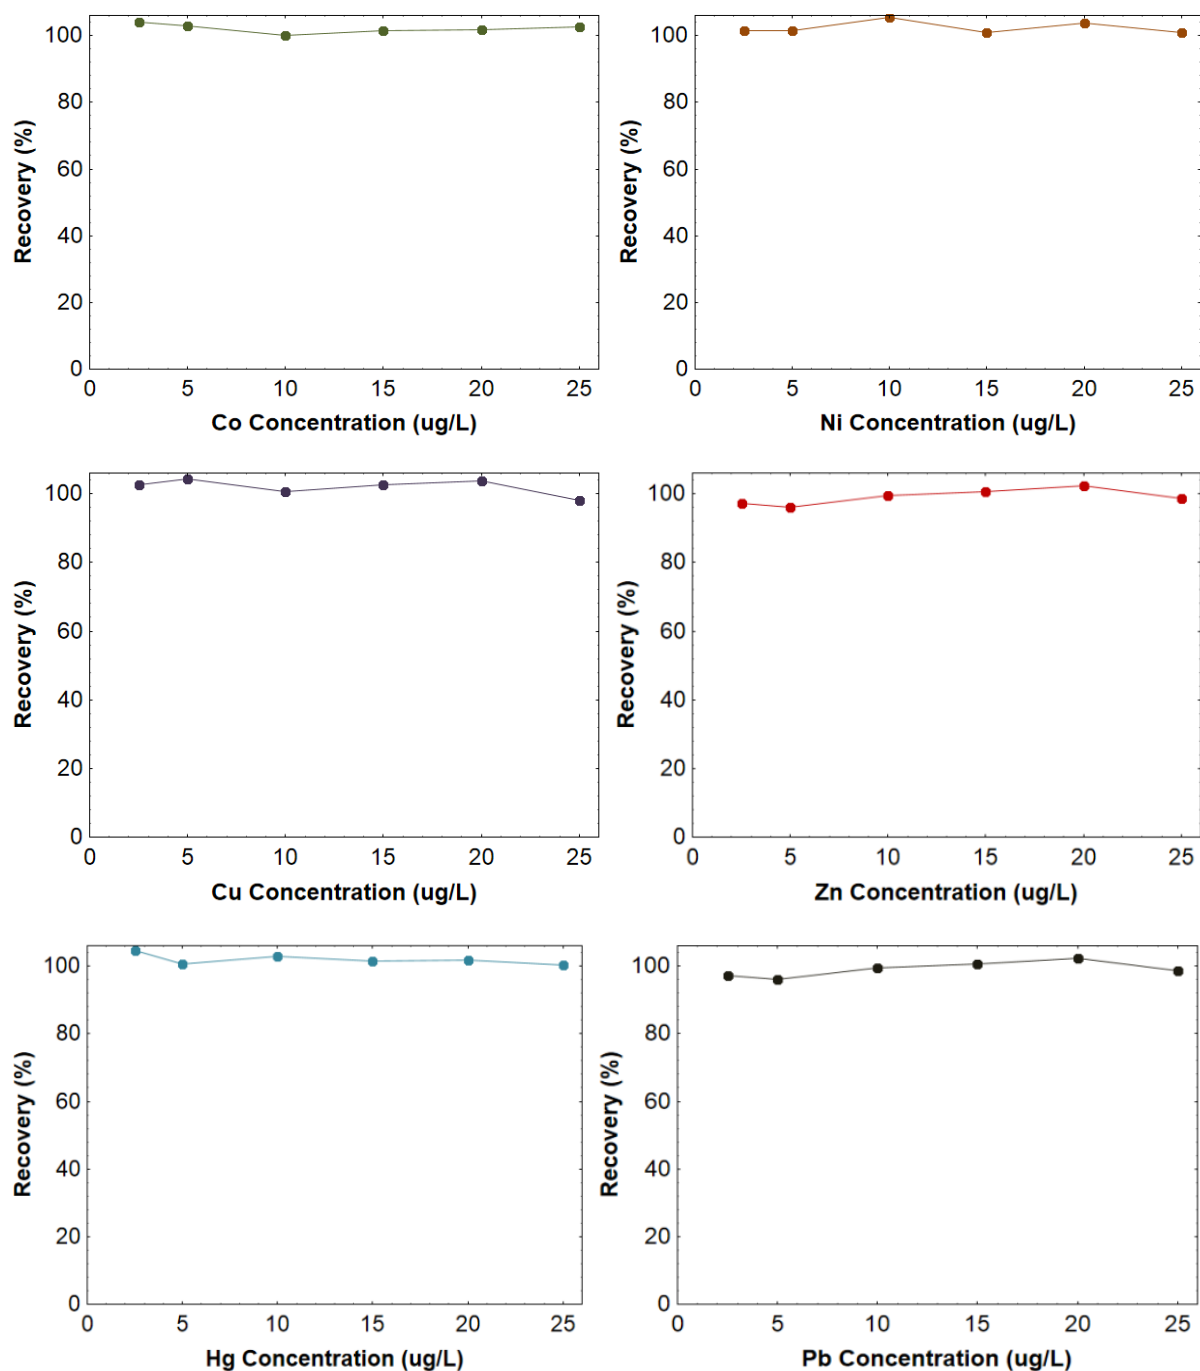 100
80
60
40
20
0
Recovery (%)
0 5 10 15 20 25
Co Concentration (ug/L)
100
80
60
40
20
0
Recovery (%)
0 5 10 15 20 25
Ni Concentration (ug/L)
100
80
60
40
20
0
Recovery (%)
0 5 10 15 20 25
Cu Concentration (ug/L)
100
80
60
40
20
0
Recovery (%)
0 5 10 15 20 25
Zn Concentration (ug/L)
100
80
60
40
20
0
Recovery (%)
0 5 10 15 20 25
Hg Concentration (ug/L)
100
80
60
40
20
0
Recovery (%)
0 5 10 15 20 25
Pb Concentration (ug/L)